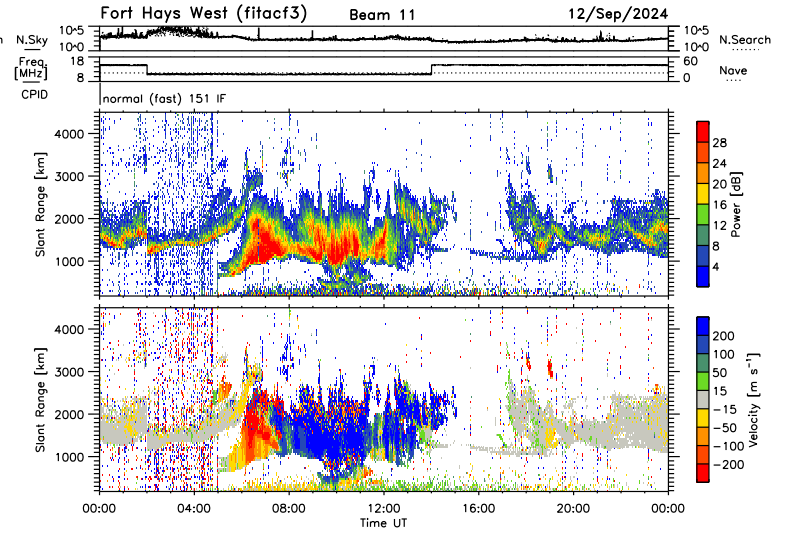 Fort Hays West (fitacf3) Beam 11 12/Sep/2024
N.Sky 10^5 10^0 10^5 10^0 N.Search
Freq. [MHz] 18 8 60 0 Nave
CPID normal (fast) 151 IF
Slant Range [km]
4000
3000
2000
1000
28
24
20
16
12
8
4
Power [dB]
Slant Range [km]
4000
3000
2000
1000
200
100
50
15
−15
−50
−100
−200
Velocity [m s⁻¹]
00:00 04:00 08:00 12:00 16:00 20:00 00:00
Time UT